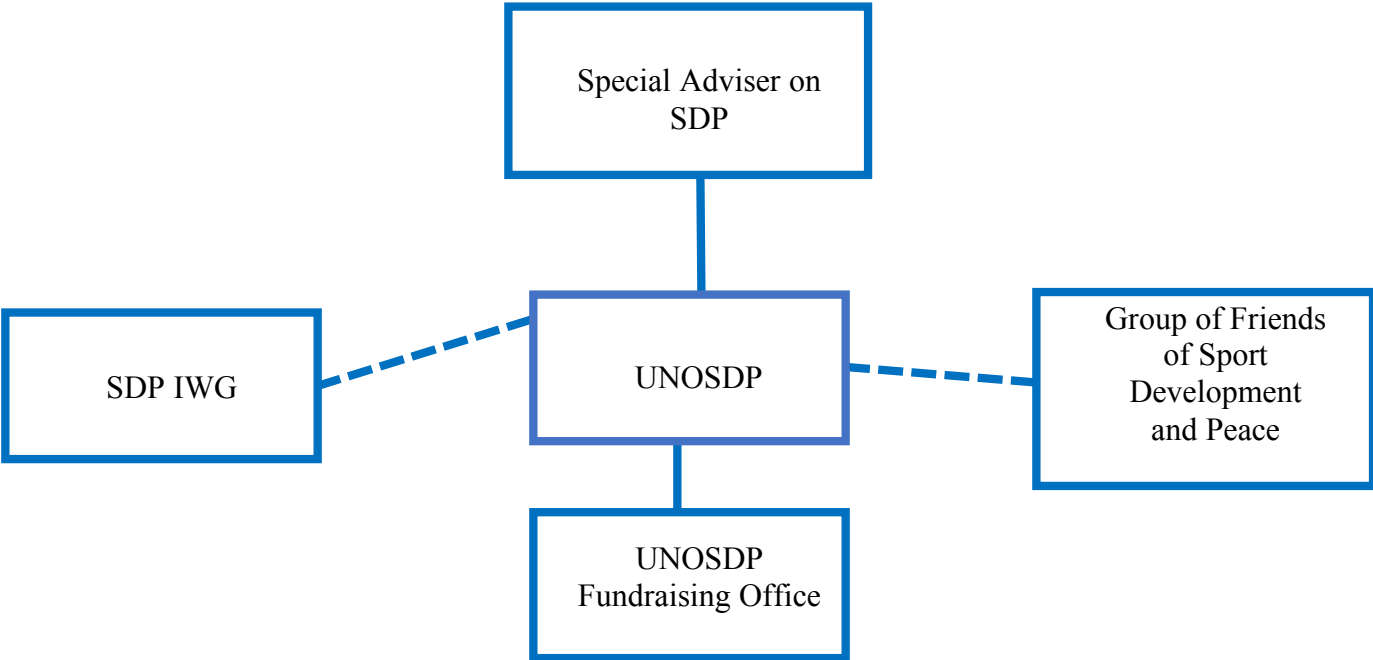 Special Adviser on
SDP
SDP IWG
UNOSDP
Group of Friends
of Sport
Development
and Peace
UNOSDP
Fundraising Office